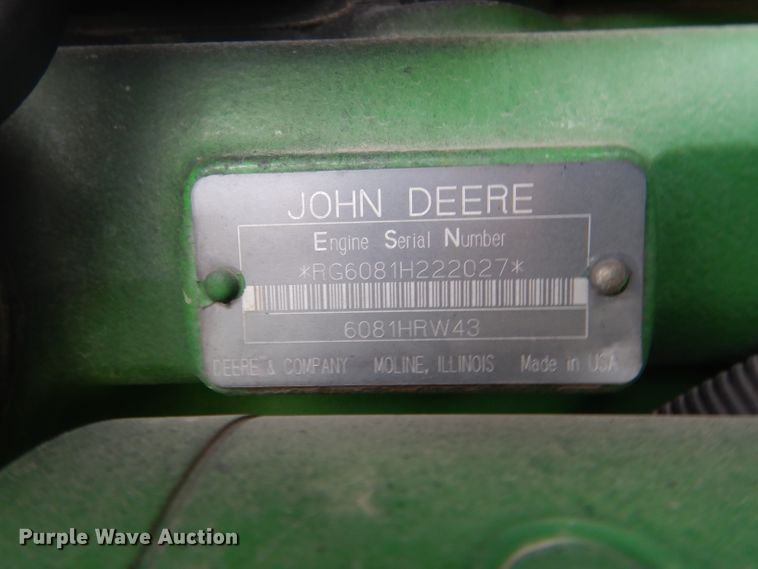 JOHN DEERE
Engine Serial Number
*RG6081H222027*
6081HRW43
DEERE & COMPANY MOLINE, ILLINOIS Made in USA
Purple Wave Auction